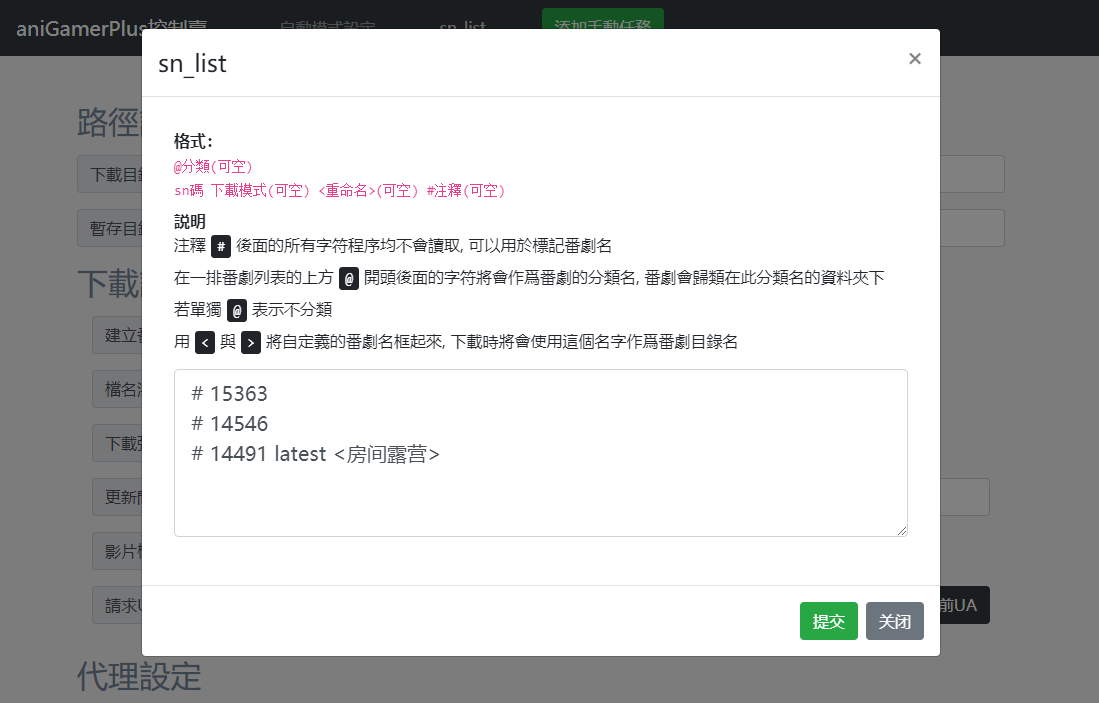 aniGamerPlus控制臺 自動模式設定 sn_list 添加手動任務
sn_list ×
路徑
格式:
@分類(可空)
下載目
sn碼 下載模式(可空) <重命名>(可空) #注釋(可空)
説明
暫存目
注釋 # 後面的所有字符程序均不會讀取, 可以用於標記番劇名
在一排番劇列表的上方 @ 開頭後面的字符將會作爲番劇的分類名, 番劇會歸類在此分類名的資料夾下
下載
若單獨 @ 表示不分類
建立
用 < 與 > 將自定義的番劇名框起來, 下載時將會使用這個名字作爲番劇目錄名
檔名
# 15363
# 14546
下載
# 14491 latest <房间露营>
更新
影片
請求U
前UA
提交 关闭
代理設定